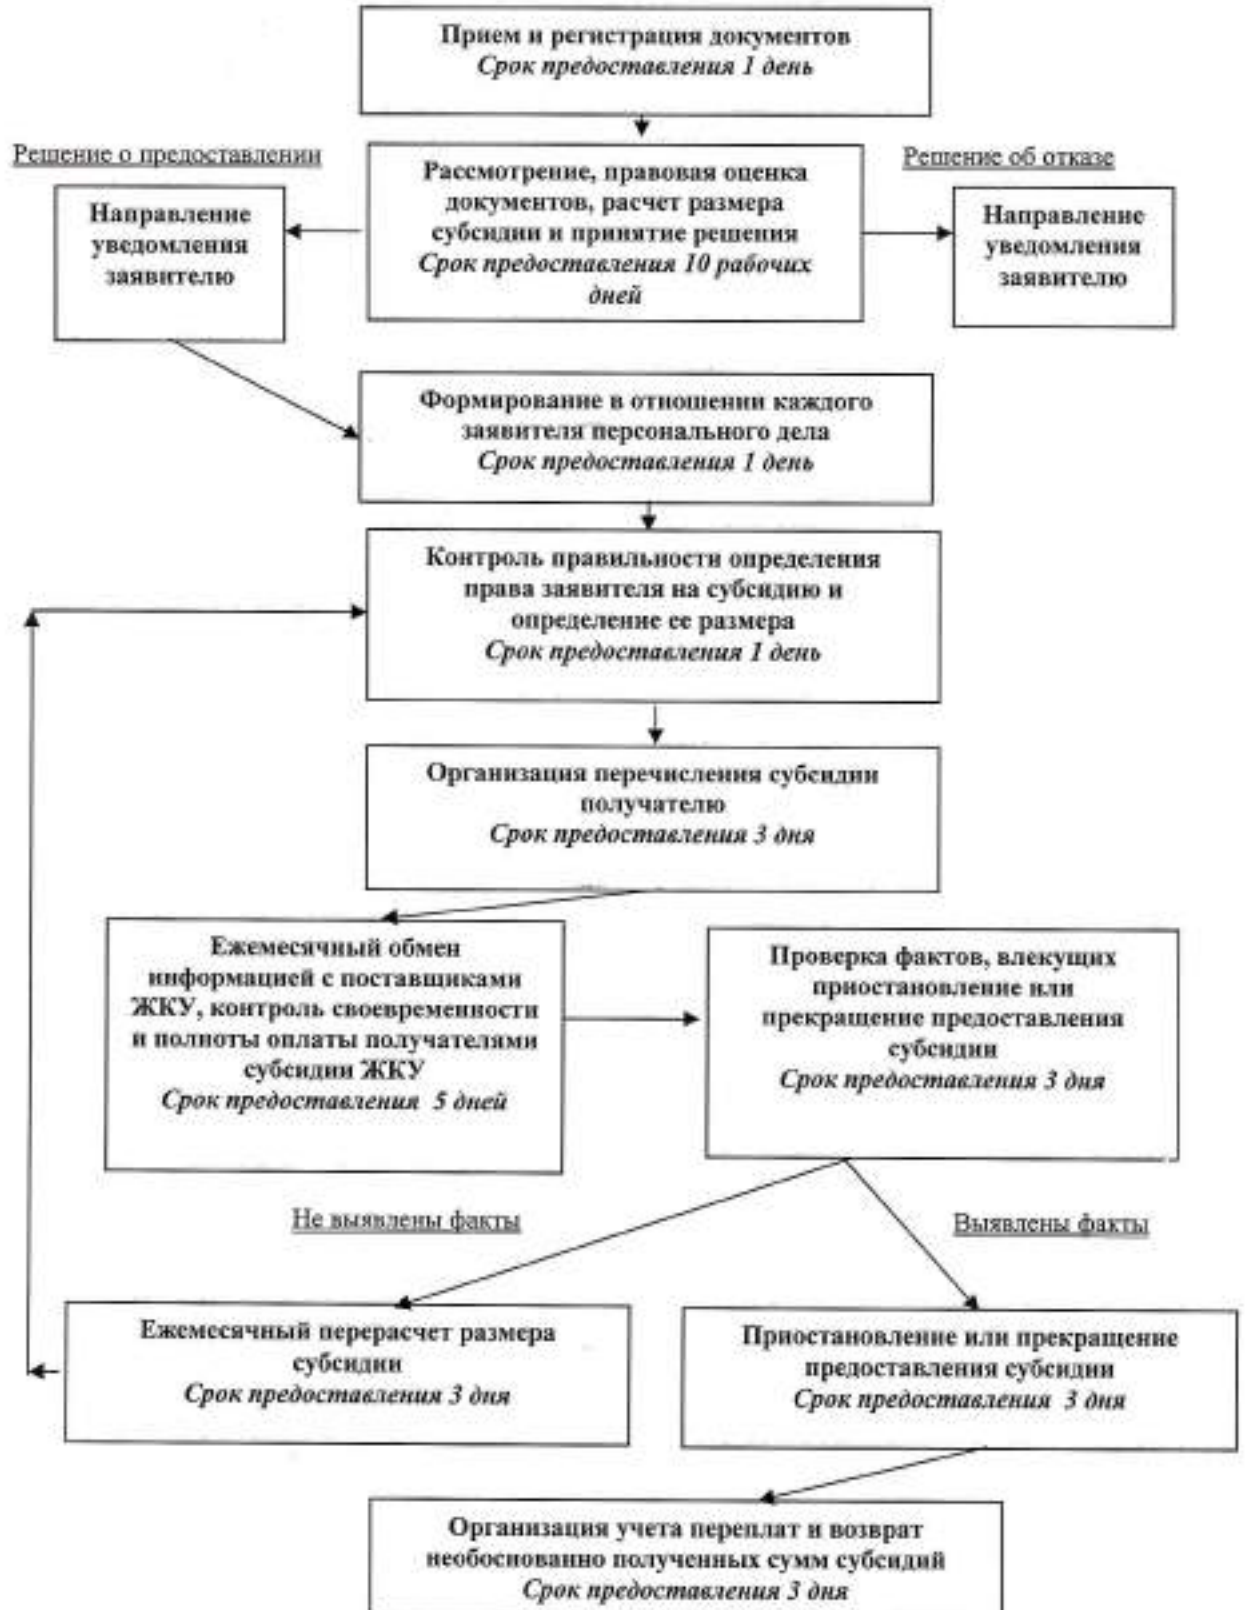 Прием и регистрация документов
Срок предоставления 1 день
Решение о предоставлении
Решение об отказе
Направление
уведомления
заявителю
Рассмотрение, правовая оценка
документов, расчет размера
субсидии и принятие решения
Срок предоставления 10 рабочих
дней
Направление
уведомления
заявителю
Формирование в отношении каждого
заявителя персонального дела
Срок предоставления 1 день
Контроль правильности определения
права заявителя на субсидию и
определение ее размера
Срок предоставления 1 день
Организация перечисления субсидии
получателю
Срок предоставления 3 дня
Ежемесячный обмен
информацией с поставщиками
ЖКУ, контроль своевременности
и полноты оплаты получателями
субсидии ЖКУ
Срок предоставления 5 дней
Проверка фактов, влекущих
приостановление или
прекращение предоставления
субсидии
Срок предоставления 3 дня
Не выявлены факты
Выявлены факты
Ежемесячный перерасчет размера
субсидии
Срок предоставления 3 дня
Приостановление или прекращение
предоставления субсидии
Срок предоставления 3 дня
Организация учета переплат и возврат
необоснованно полученных сумм субсидий
Срок предоставления 3 дня